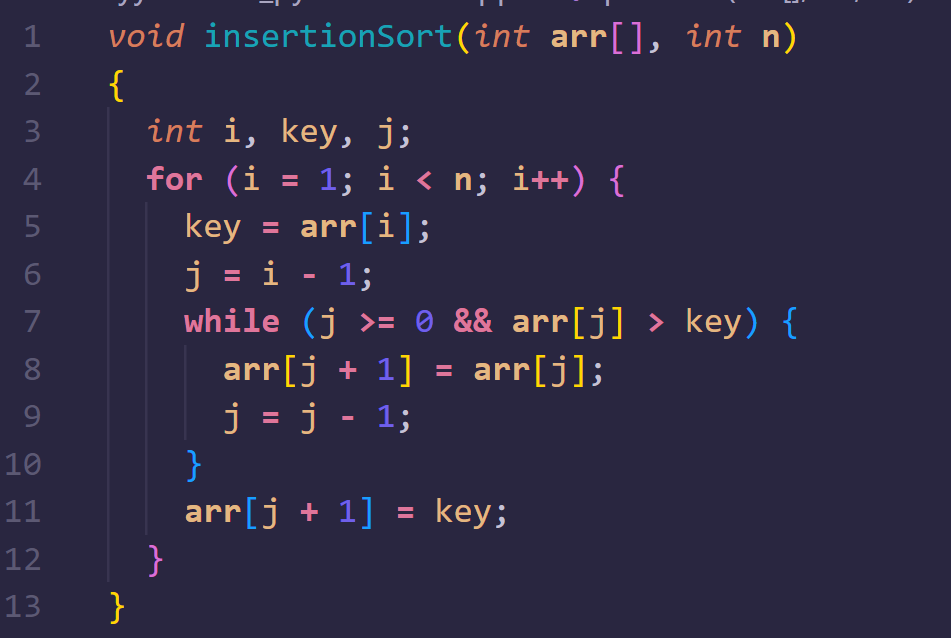 1 void insertionSort(int arr[], int n)
2 {
3 int i, key, j;
4 for (i = 1; i < n; i++) {
5 key = arr[i];
6 j = i - 1;
7 while (j >= 0 && arr[j] > key) {
8 arr[j + 1] = arr[j];
9 j = j - 1;
10 }
11 arr[j + 1] = key;
12 }
13 }